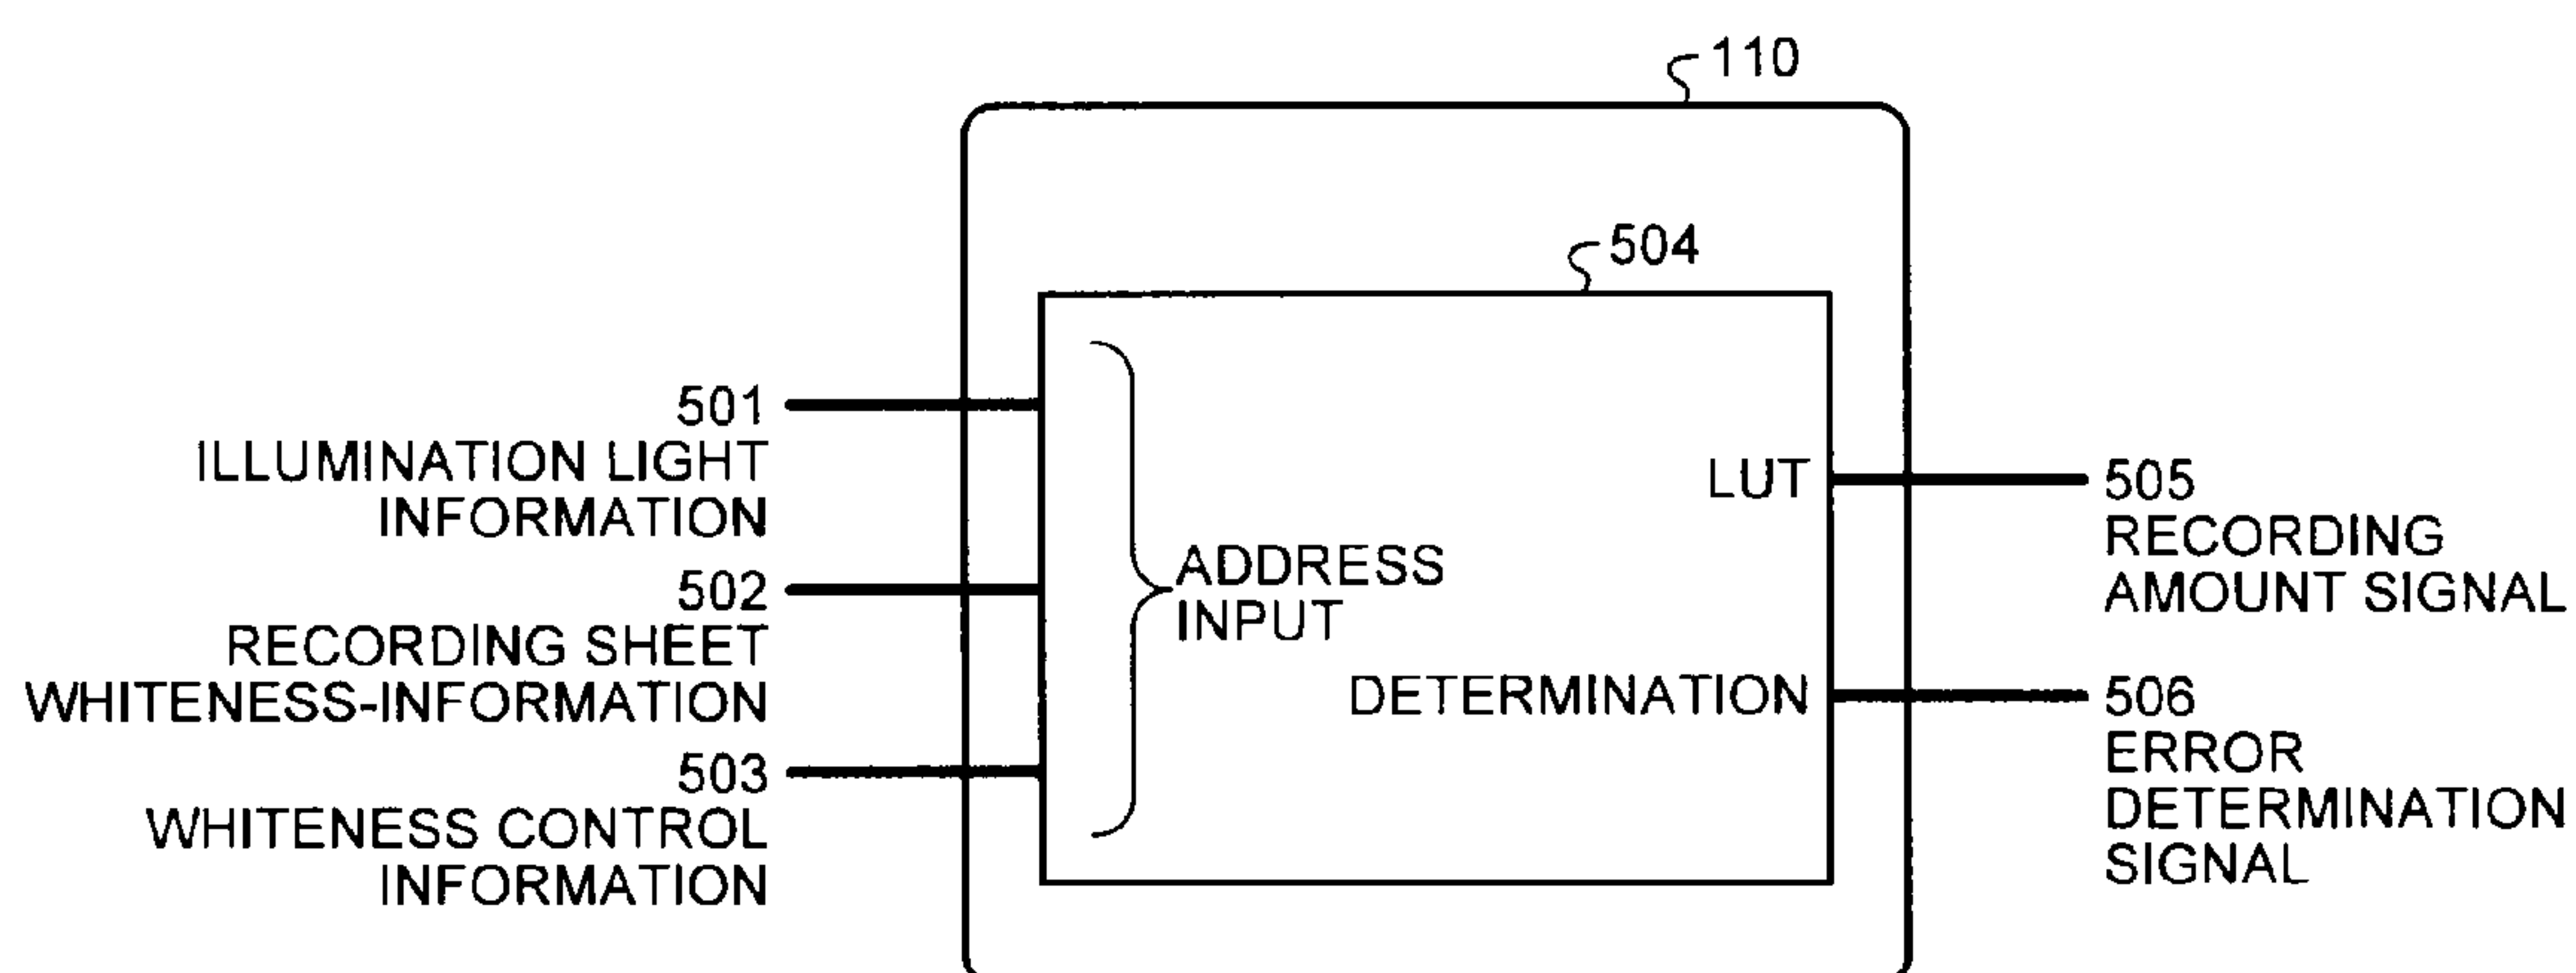 110
504
501
ILLUMINATION LIGHT
INFORMATION
502
RECORDING SHEET
WHITENESS-INFORMATION
503
WHITENESS CONTROL
INFORMATION
ADDRESS
INPUT
LUT
DETERMINATION
505
RECORDING
AMOUNT SIGNAL
506
ERROR
DETERMINATION
SIGNAL